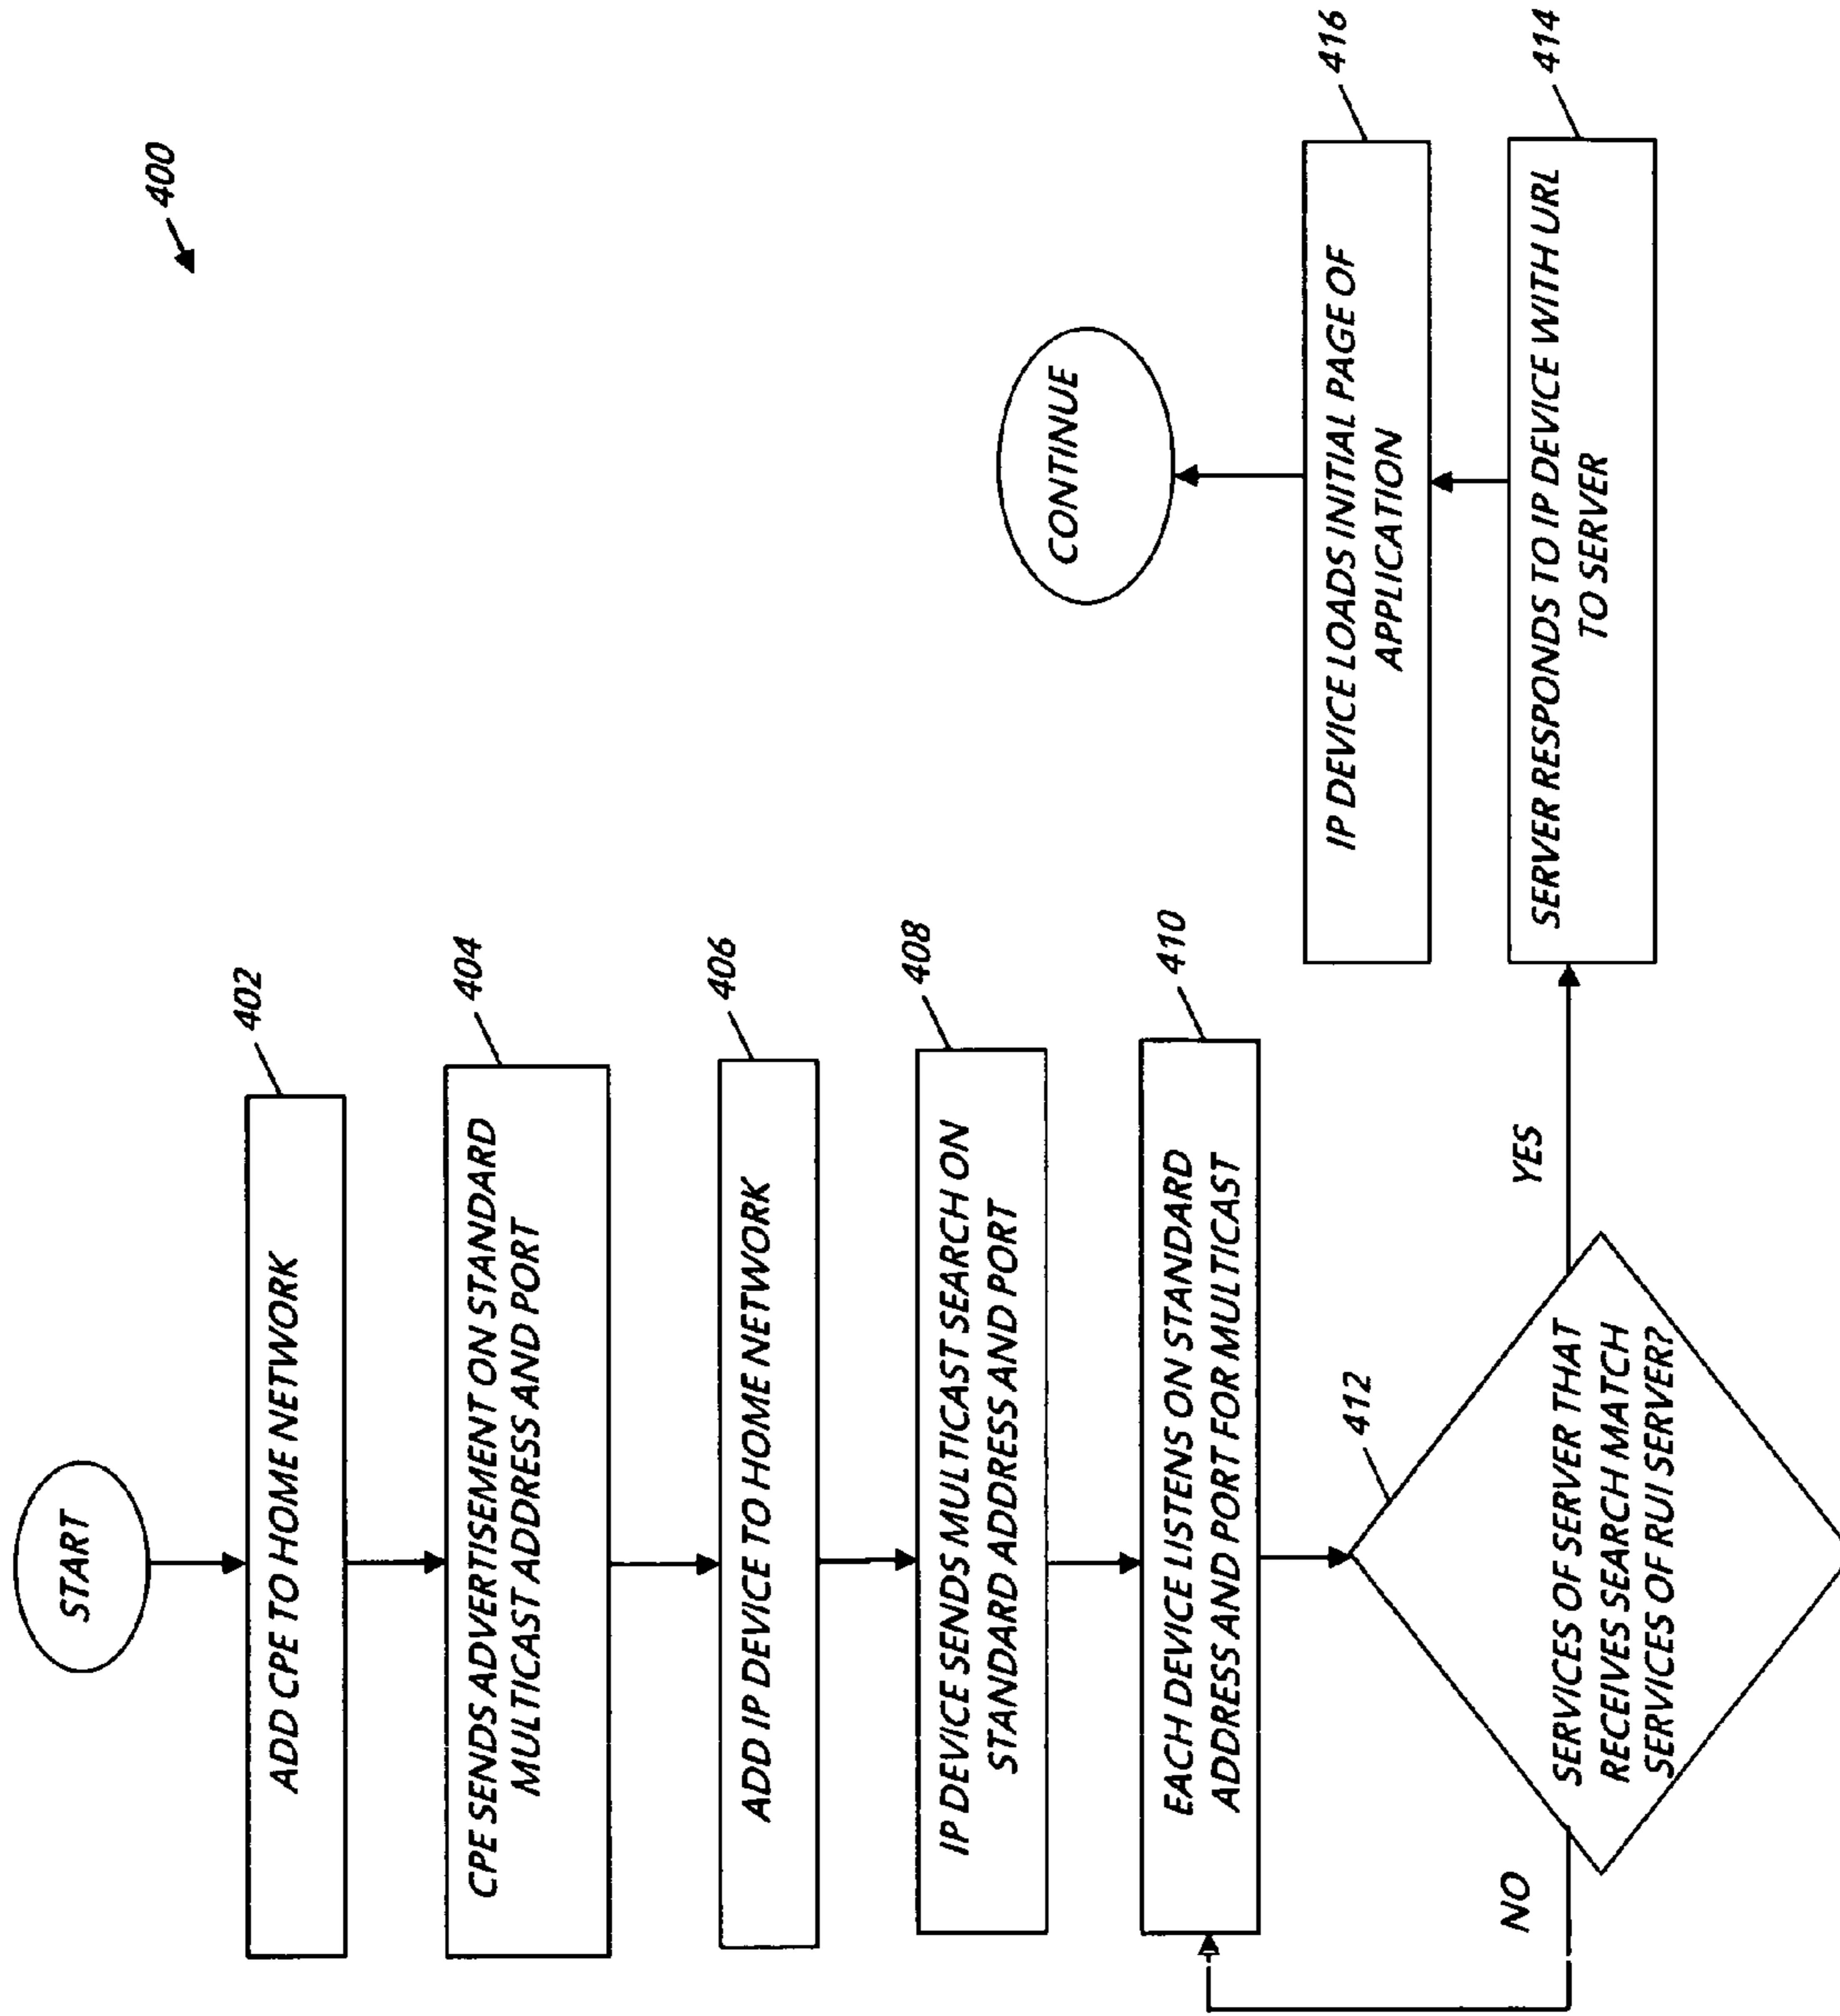 400
START
ADD CPE TO HOME NETWORK
402
CPE SENDS ADVERTISEMENT ON STANDARD
MULTICAST ADDRESS AND PORT
404
ADD IP DEVICE TO HOME NETWORK
406
IP DEVICE SENDS MULTICAST SEARCH ON
STANDARD ADDRESS AND PORT
408
EACH DEVICE LISTENS ON STANDARD
ADDRESS AND PORT FOR MULTICAST
410
412
SERVICES OF SERVER THAT
RECEIVES SEARCH MATCH
SERVICES OF RUI SERVER?
NO
YES
SERVER RESPONDS TO IP DEVICE WITH URL
TO SERVER
414
IP DEVICE LOADS INITIAL PAGE OF
APPLICATION
416
CONTINUE